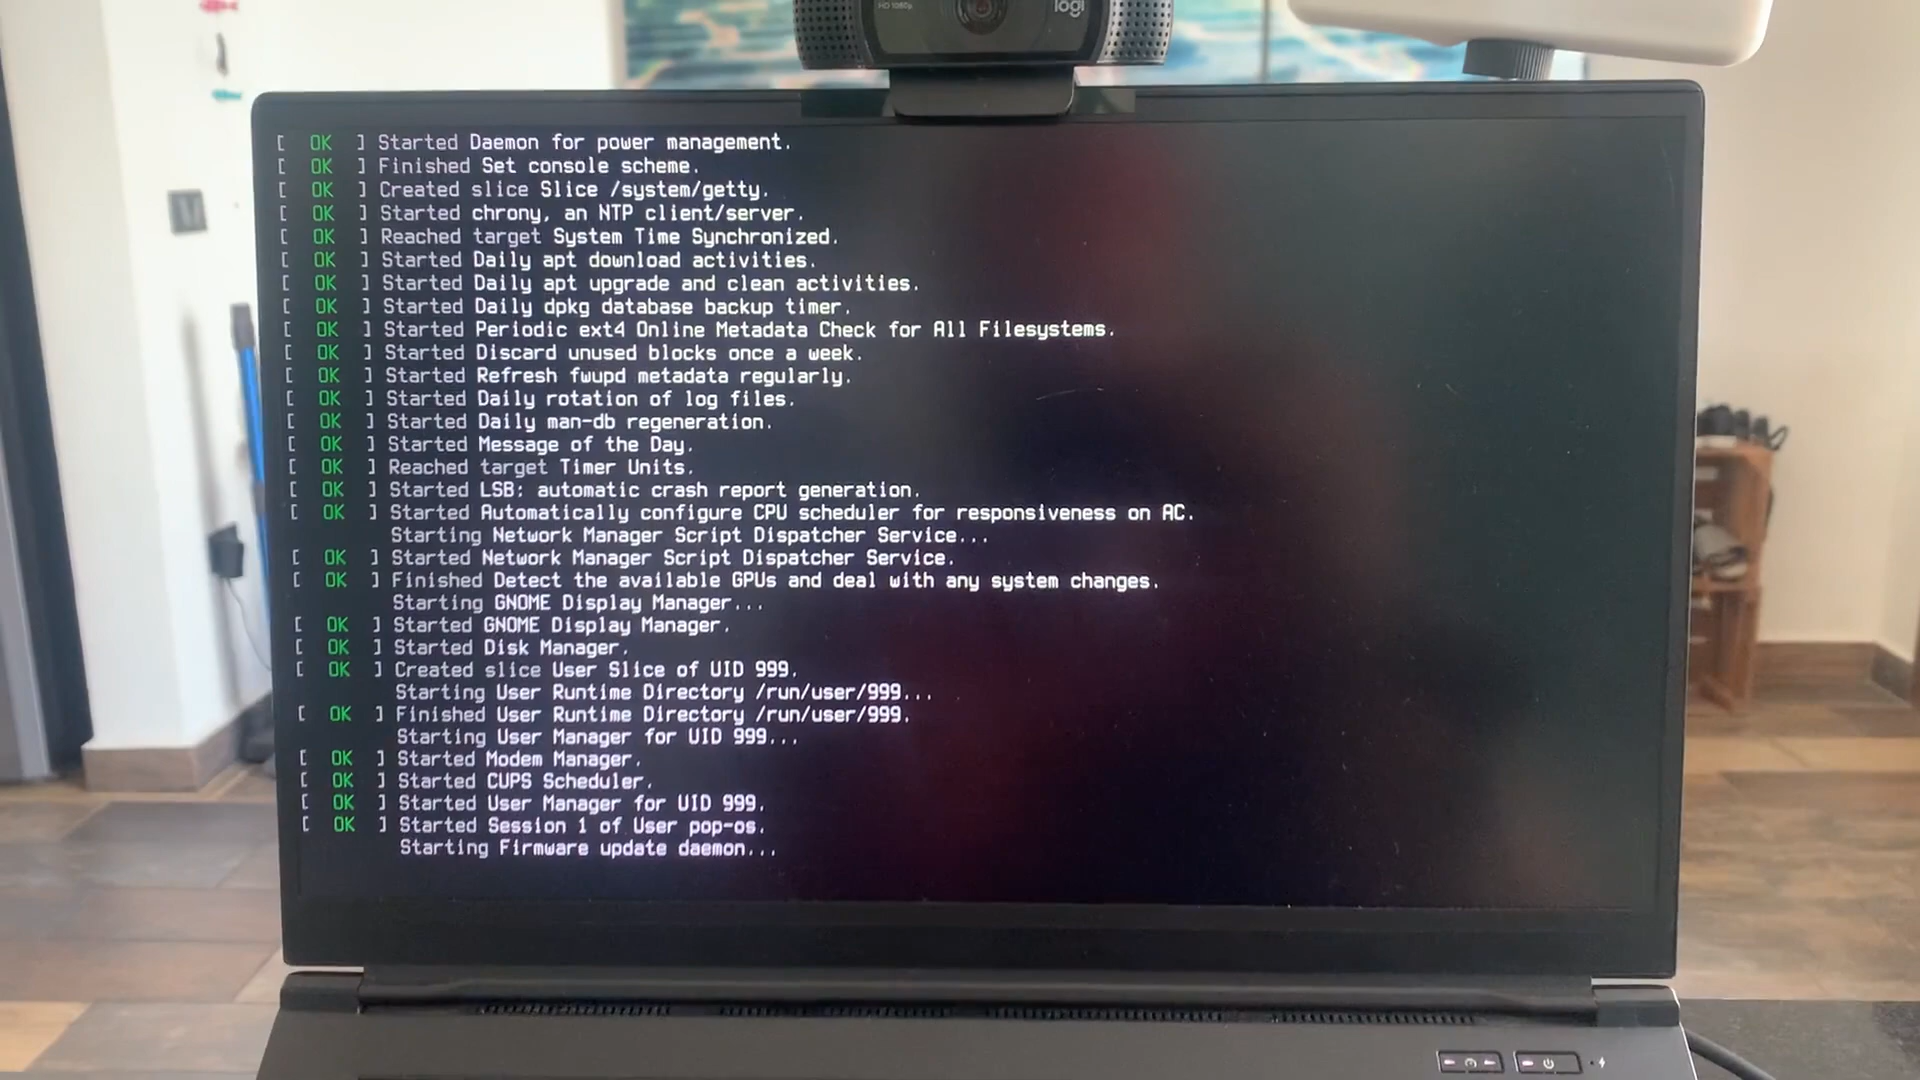 HD 1080p
logi
[ OK ] Started Daemon for power management.
[ OK ] Finished Set console scheme.
[ OK ] Created slice Slice /system/getty.
[ OK ] Started chrony, an NTP client/server.
[ OK ] Reached target System Time Synchronized.
[ OK ] Started Daily apt download activities.
[ OK ] Started Daily apt upgrade and clean activities.
[ OK ] Started Daily dpkg database backup timer.
[ OK ] Started Periodic ext4 Online Metadata Check for All Filesystems.
[ OK ] Started Discard unused blocks once a week.
[ OK ] Started Refresh fwupd metadata regularly.
[ OK ] Started Daily rotation of log files.
[ OK ] Started Daily man-db regeneration.
[ OK ] Started Message of the Day.
[ OK ] Reached target Timer Units.
[ OK ] Started LSB: automatic crash report generation.
[ OK ] Started Automatically configure CPU scheduler for responsiveness on AC.
Starting Network Manager Script Dispatcher Service...
[ OK ] Started Network Manager Script Dispatcher Service.
[ OK ] Finished Detect the available GPUs and deal with any system changes.
Starting GNOME Display Manager...
[ OK ] Started GNOME Display Manager.
[ OK ] Started Disk Manager.
[ OK ] Created slice User Slice of UID 999.
Starting User Runtime Directory /run/user/999...
[ OK ] Finished User Runtime Directory /run/user/999.
Starting User Manager for UID 999...
[ OK ] Started Modem Manager.
[ OK ] Started CUPS Scheduler.
[ OK ] Started User Manager for UID 999.
[ OK ] Started Session 1 of User pop-os.
Starting Firmware update daemon...